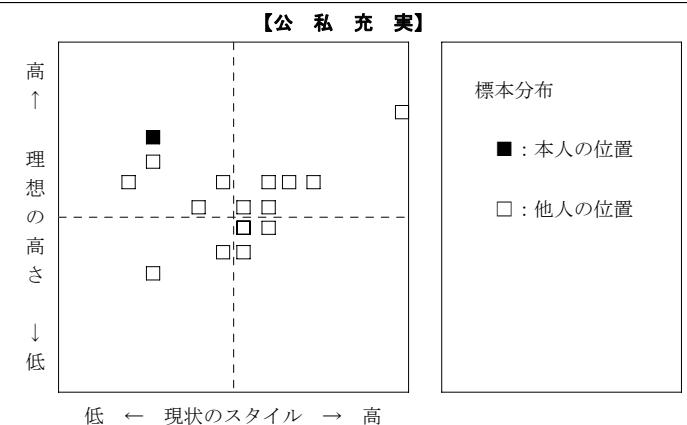 【公 私 充 実】
高
↑
理
想
の
高
さ
↓
低
低 ← 現状のスタイル → 高
標本分布
■：本人の位置
□：他人の位置